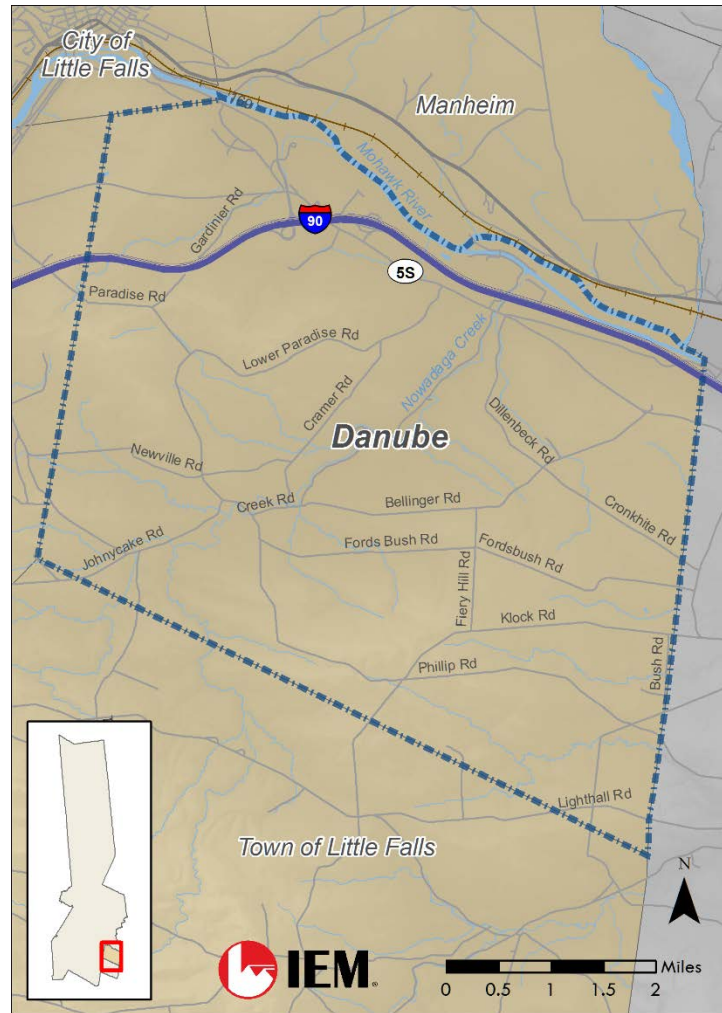 City of
Little Falls
Manheim
Mohawk River
Gardinier Rd
90
5S
Paradise Rd
Lower Paradise Rd
Nowadaga Creek
Cramer Rd
Dillenbeck Rd
Danube
Newville Rd
Creek Rd
Bellinger Rd
Cronkhite Rd
Johnycake Rd
Fords Bush Rd
Fordsbush Rd
Fiery Hill Rd
Klock Rd
Phillip Rd
Bush Rd
Lighthall Rd
Town of Little Falls
N
IEM®
Miles
0 0.5 1 1.5 2